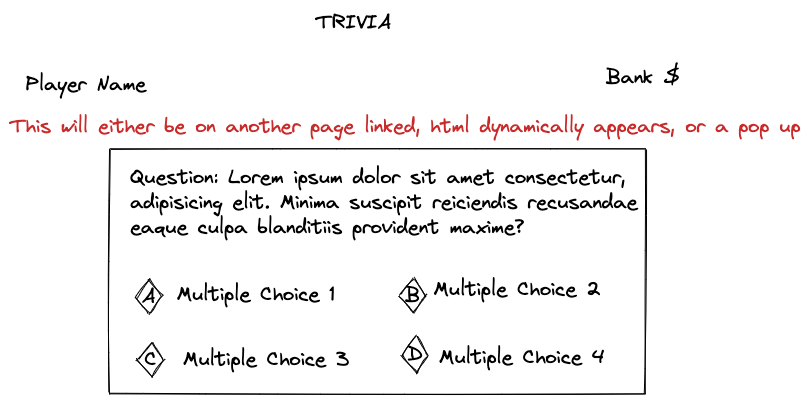 TRIVIA
Player Name
Bank $
This will either be on another page linked, html dynamically appears, or a pop up
Question: Lorem ipsum dolor sit amet consectetur,
adipisicing elit. Minima suscipit reiciendis recusandae
eaque culpa blanditiis provident maxime?
A Multiple Choice 1
B Multiple Choice 2
C Multiple Choice 3
D Multiple Choice 4